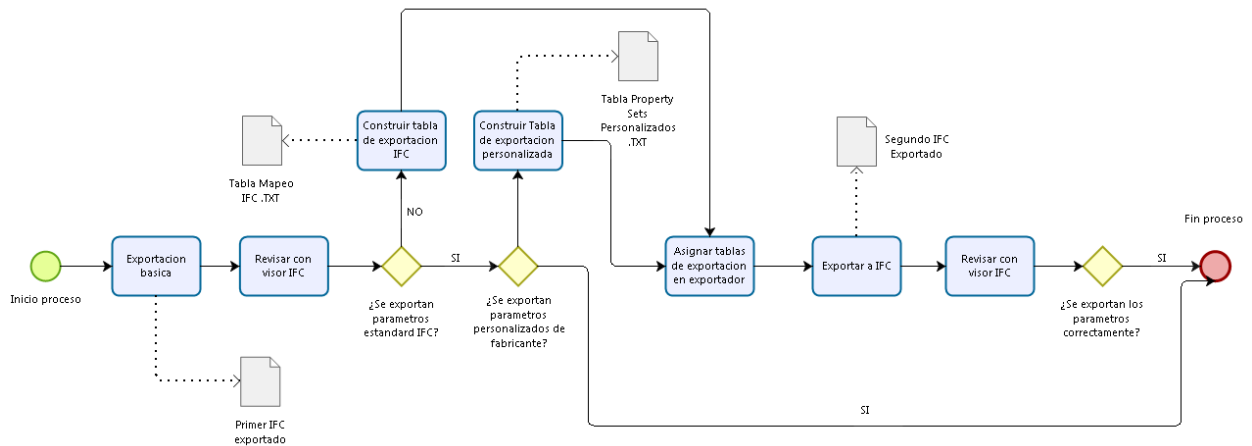 Construir tabla
de exportacion
IFC
Construir Tabla
de exportacion
personalizada
Tabla Property
Sets
Personalizados
.TXT
Tabla Mapeo
IFC .TXT
Segundo IFC
Exportado
NO
Fin proceso
Inicio proceso
Exportacion
basica
Revisar con
visor IFC
SI
Asignar tablas
de exportacion
en exportador
Exportar a IFC
Revisar con
visor IFC
SI
¿Se exportan
parametros
estandard IFC?
¿Se exportan
parametros
personalizados de
fabricante?
¿Se exportan los
parametros
correctamente?
SI
Primer IFC
exportado